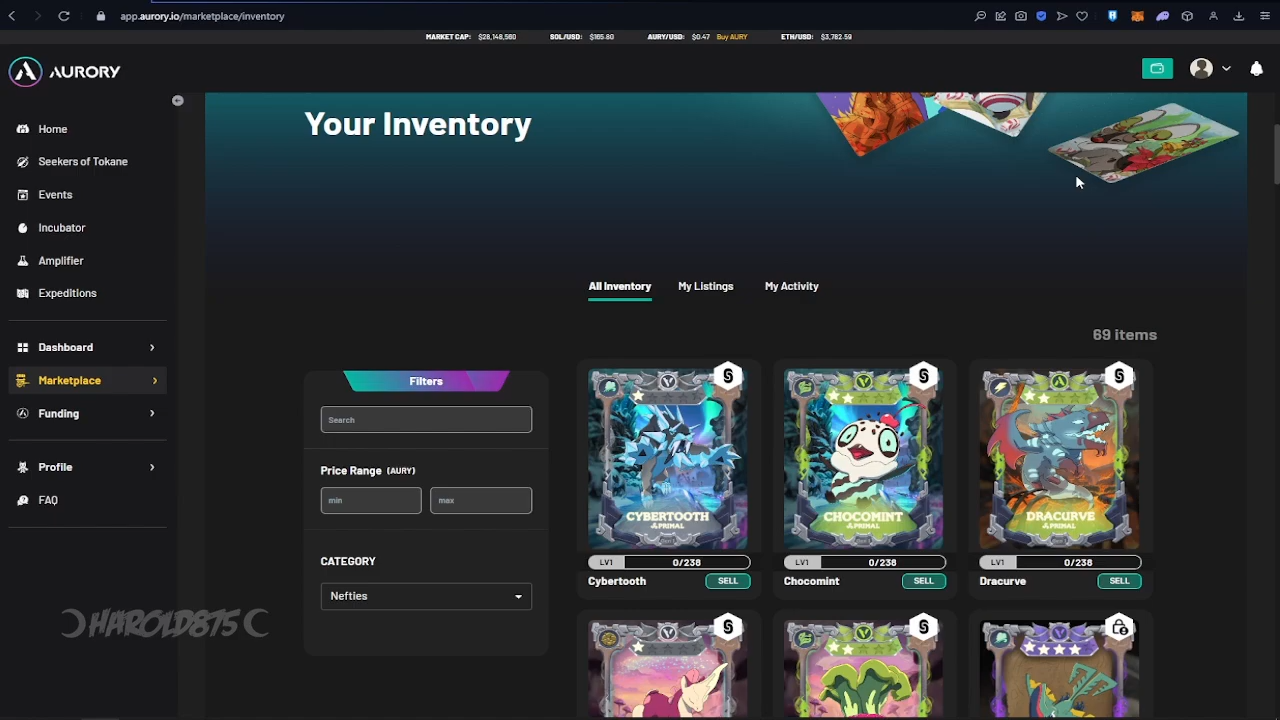 app.aurory.io/marketplace/inventory
MARKET CAP: $28,148,560 SOL/USD: $165.80 AURY/USD: $0.47 Buy AURY ETH/USD: $3,782.59
AURORY
Home
Seekers of Tokane
Events
Incubator
Amplifier
Expeditions
Dashboard
Marketplace
Funding
Profile
FAQ
Your Inventory
All Inventory My Listings My Activity
69 items
Filters
Search
Price Range (AURY)
min max
CATEGORY
Nefties
CYBERTOOTH
PRIMAL
LV1 0/238
Cybertooth SELL
CHOCOMINT
PRIMAL
LV1 0/238
Chocomint SELL
DRACURVE
PRIMAL
LV1 0/238
Dracurve SELL
HAROLD875